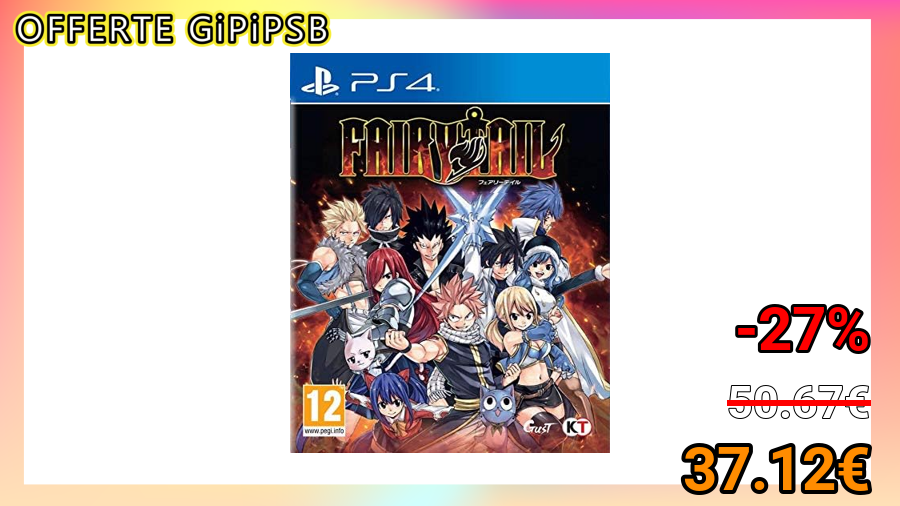 OFFERTE GiPiPSB
PS4
FAIRY TAIL
フェアリーテイル
12
www.pegi.info
GUST
KT
-27%
50.67€
37.12€